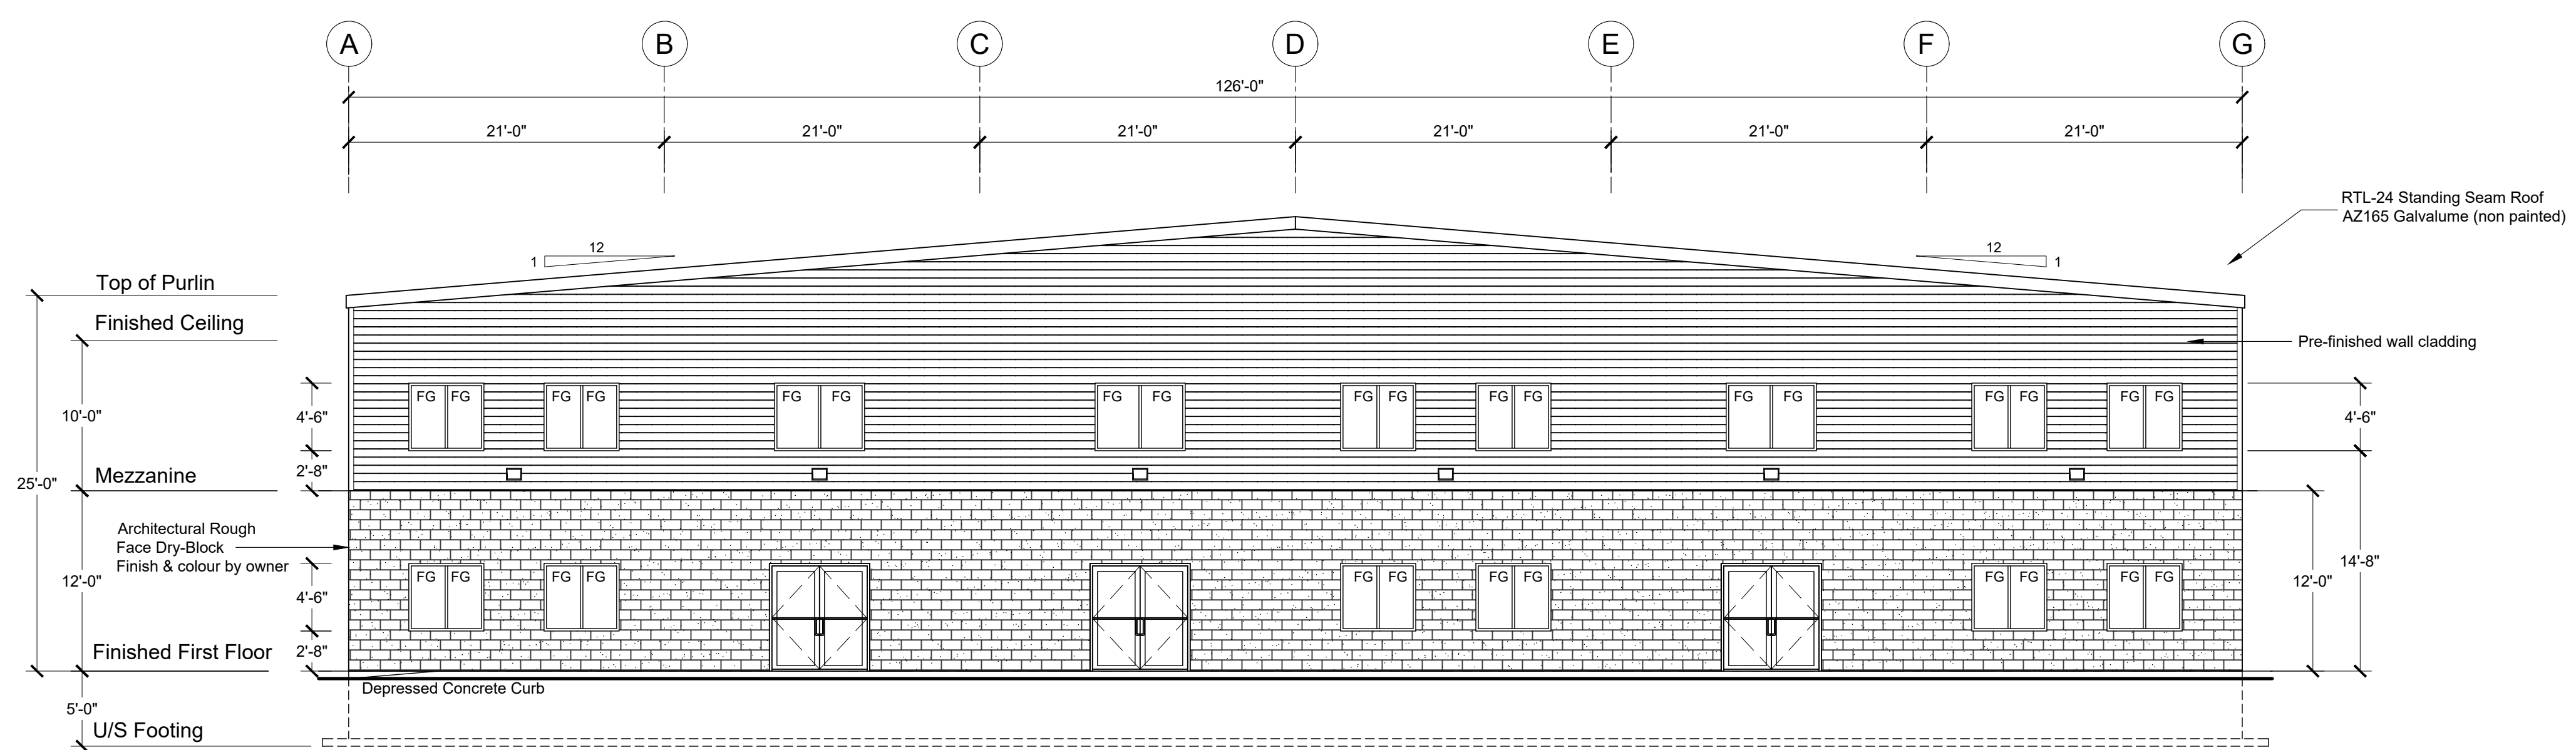 A B C D E F G
126'-0"
21'-0" 21'-0" 21'-0" 21'-0" 21'-0" 21'-0"
RTL-24 Standing Seam Roof
AZ165 Galvalume (non painted)
12
1
12
1
Top of Purlin
Finished Ceiling
Pre-finished wall cladding
FG FG FG FG FG FG FG FG FG FG FG FG FG FG FG FG FG FG
10'-0"
4'-6"
4'-6"
2'-8"
Mezzanine
25'-0"
Architectural Rough
Face Dry-Block
Finish & colour by owner
FG FG FG FG FG FG FG FG FG FG FG FG
12'-0"
4'-6"
14'-8"
12'-0"
Finished First Floor
2'-8"
Depressed Concrete Curb
5'-0"
U/S Footing